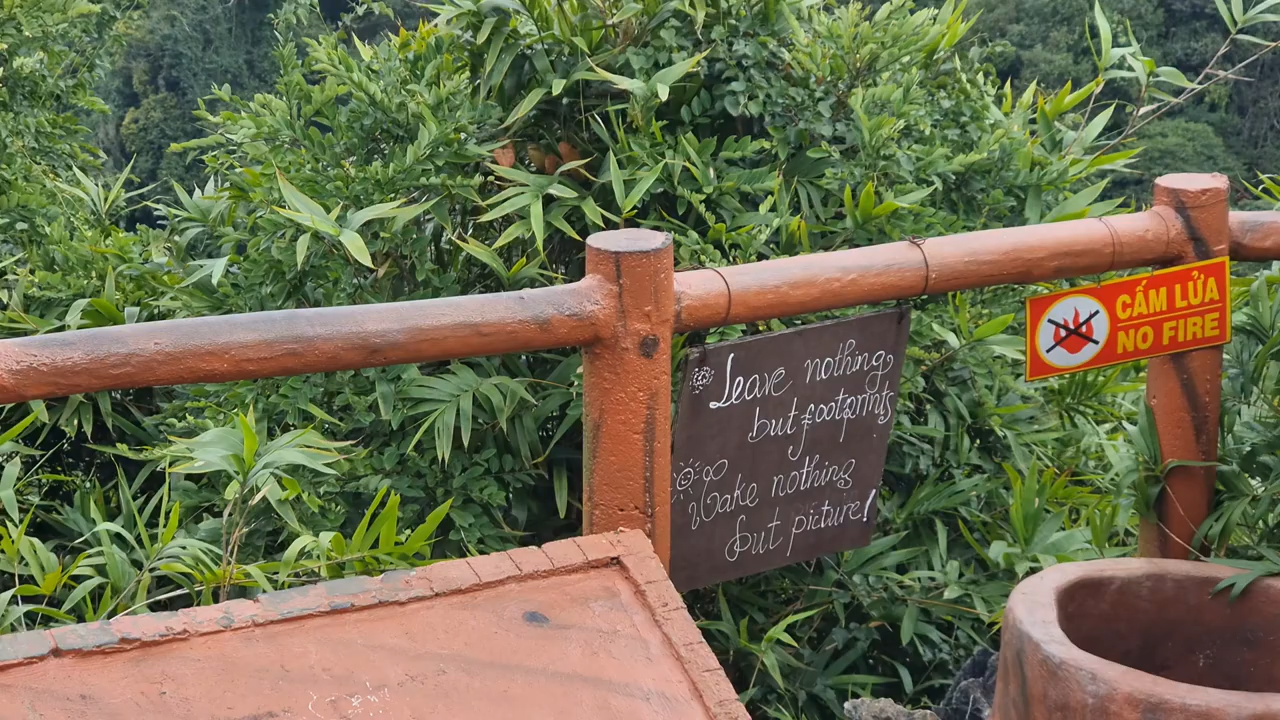 Leave nothing
but footprints
Take nothing
but picture!
CẤM LỬA
NO FIRE